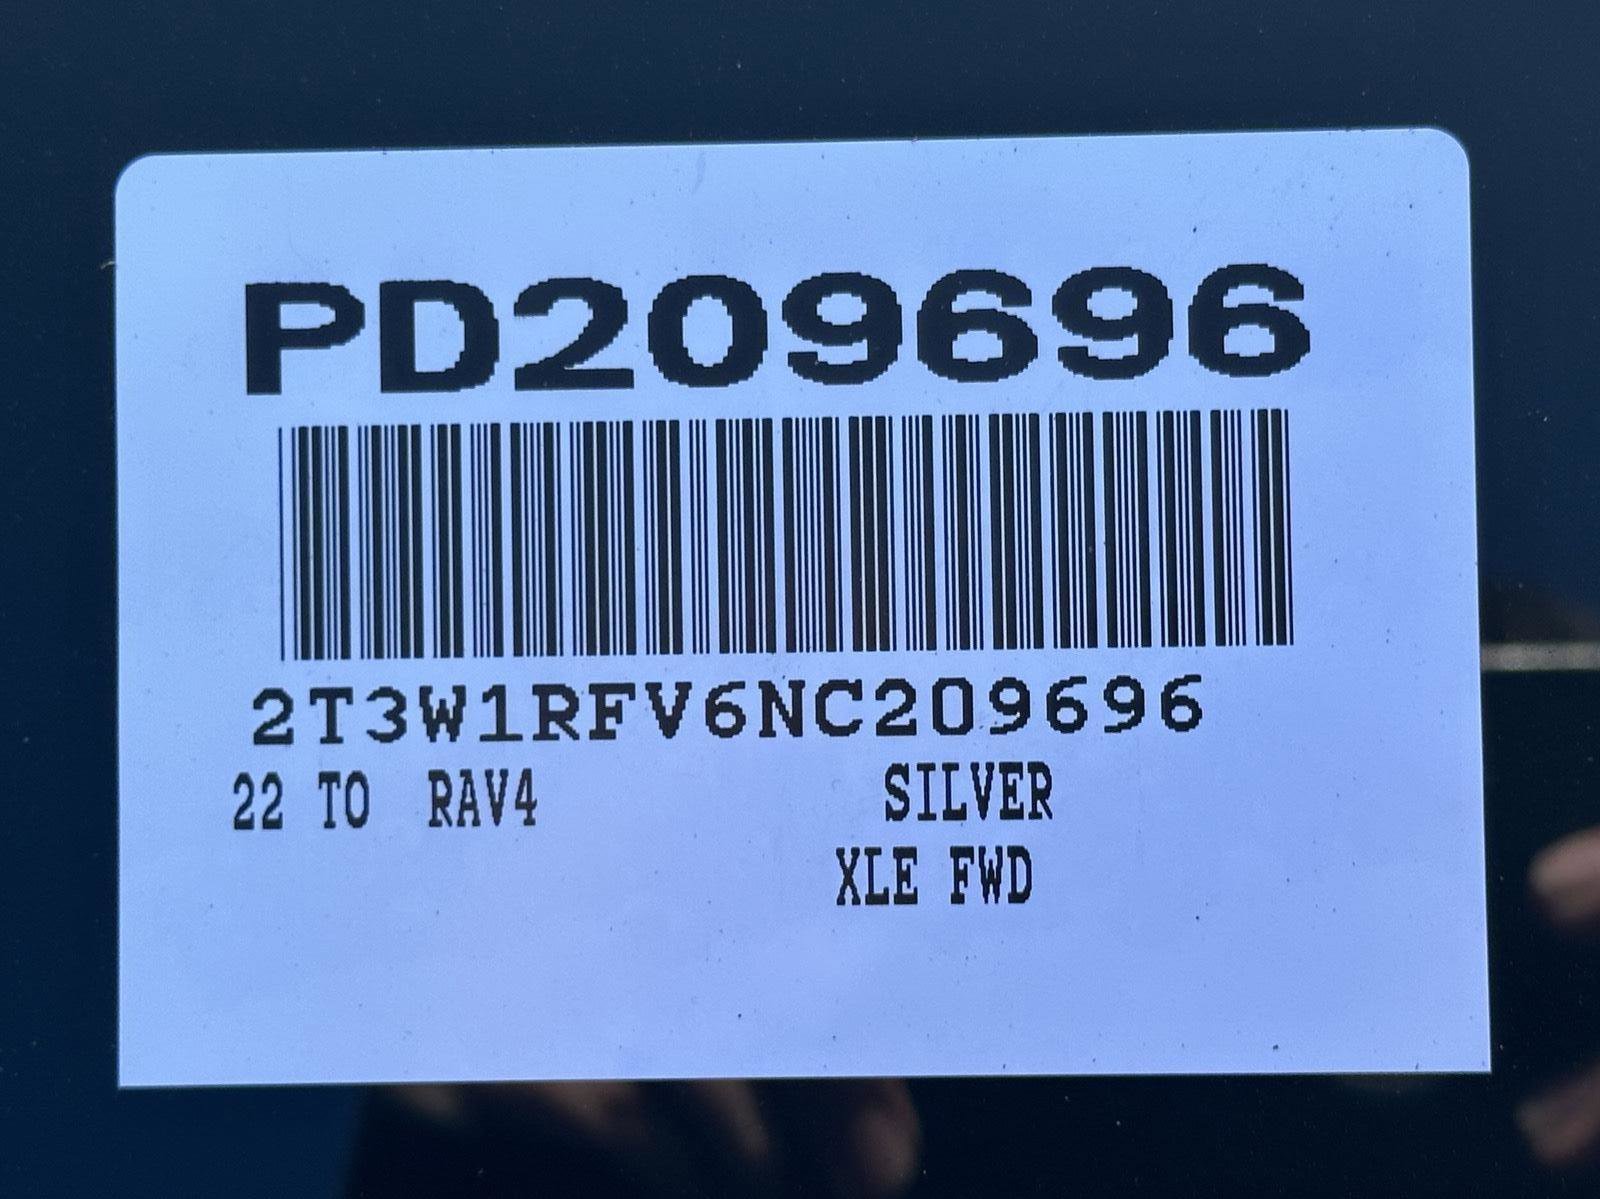 PD209696
2T3W1RFV6NC209696
22 TO RAV4 SILVER
XLE FWD